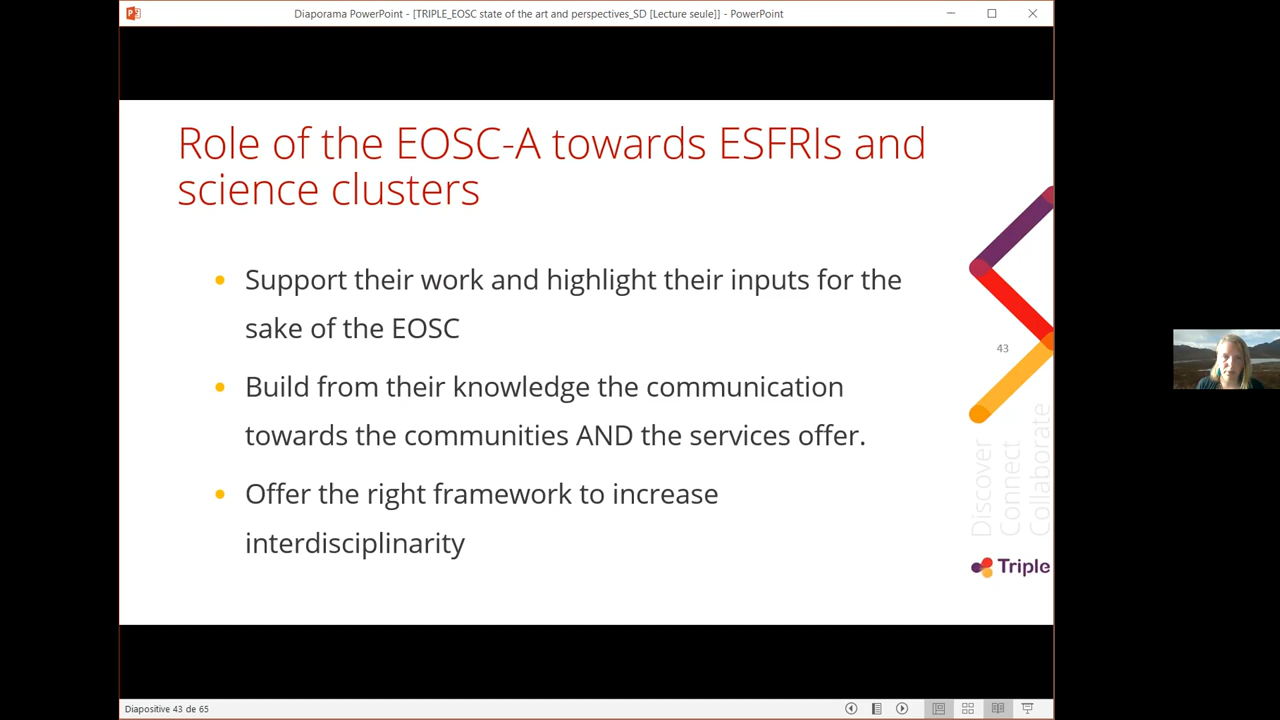 Diaporama PowerPoint - [TRIPLE_EOSC state of the art and perspectives_SD [Lecture seule]] - PowerPoint
Role of the EOSC-A towards ESFRIs and
science clusters
• Support their work and highlight their inputs for the
sake of the EOSC
• Build from their knowledge the communication
towards the communities AND the services offer.
• Offer the right framework to increase
interdisciplinarity
43
Discover
Connect
Collaborate
Triple
Diapositive 43 de 65